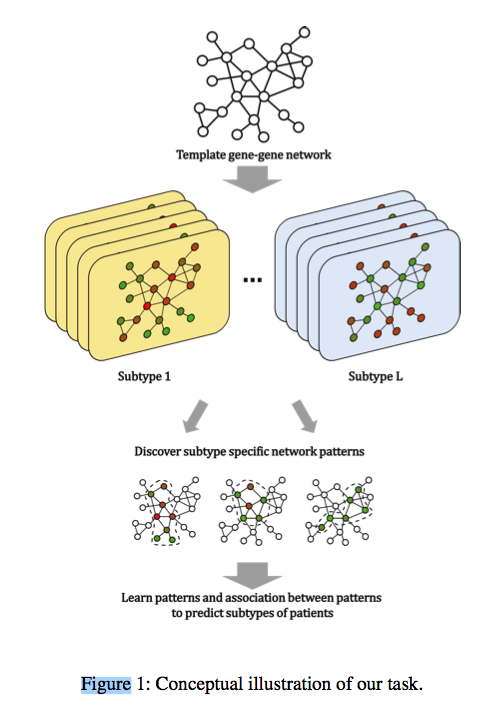 Template gene-gene network
...
Subtype 1
Subtype L
Discover subtype specific network patterns
Learn patterns and association between patterns
to predict subtypes of patients
Figure 1: Conceptual illustration of our task.